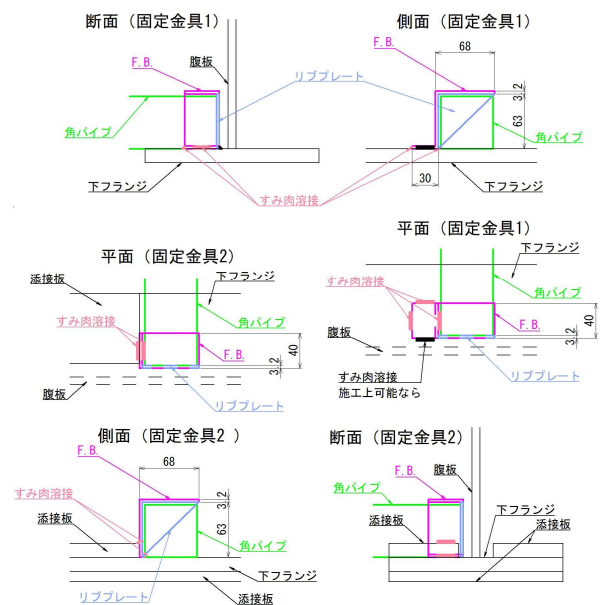 断面（固定金具1）
F.B.
腹板
リブプレート
角パイプ
下フランジ
すみ肉溶接
側面（固定金具1）
68
F.B.
3.2
63
角パイプ
30
下フランジ
平面（固定金具2）
添接板
下フランジ
すみ肉溶接
角パイプ
F.B.
40
3.2
腹板
リブプレート
平面（固定金具1）
下フランジ
すみ肉溶接
角パイプ
F.B.
40
3.2
腹板
すみ肉溶接
施工上可能なら
リブプレート
側面（固定金具2 ）
F.B.
68
すみ肉溶接
3.2
63
添接板
角パイプ
下フランジ
リブプレート
添接板
断面（固定金具2）
腹板
F.B.
角パイプ
下フランジ
添接板
添接板
添接板